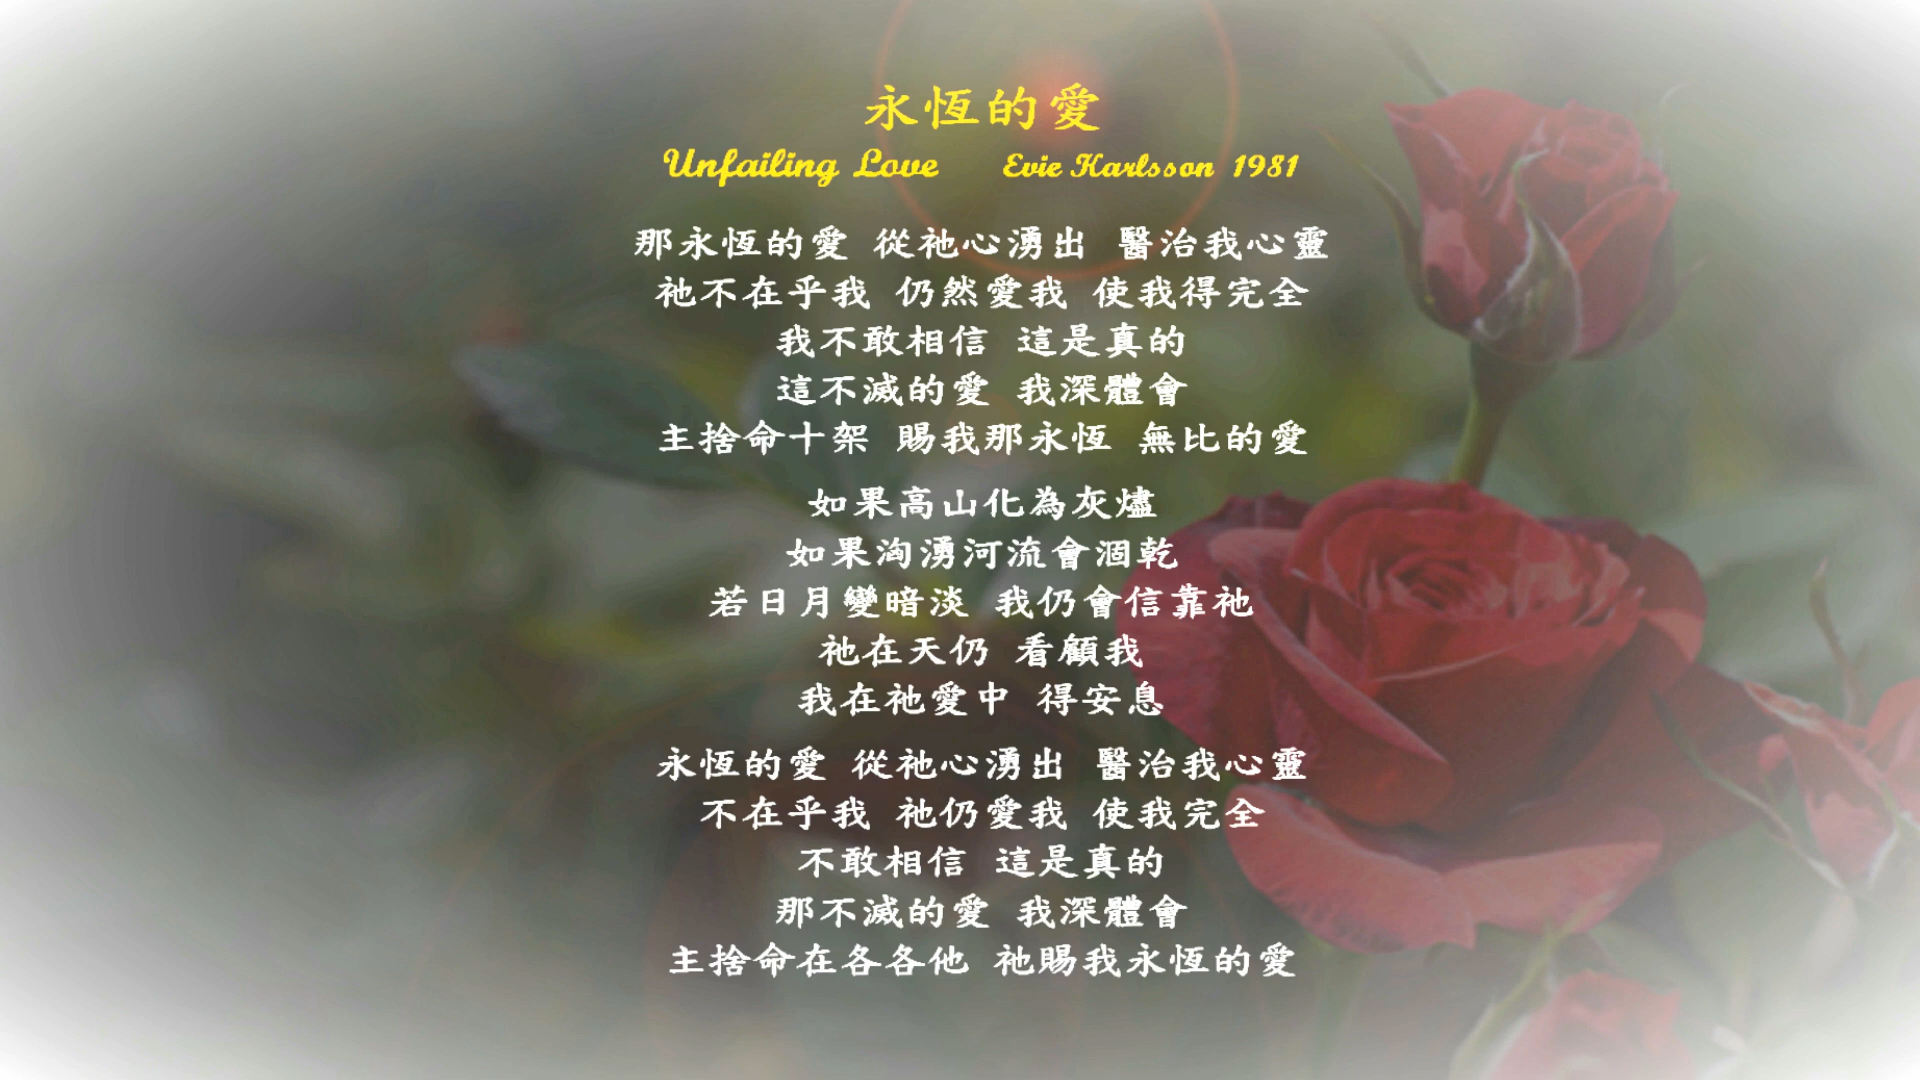 永恆的愛
Unfailing Love Evie Karlsson 1981
那永恆的愛 從祂心湧出 醫治我心靈
祂不在乎我 仍然愛我 使我得完全
我不敢相信 這是真的
這不滅的愛 我深體會
主捨命十架 賜我那永恆 無比的愛
如果高山化為灰燼
如果洶湧河流會涸乾
若日月變暗淡 我仍會信靠祂
祂在天仍 看顧我
我在祂愛中 得安息
永恆的愛 從祂心湧出 醫治我心靈
不在乎我 祂仍愛我 使我完全
不敢相信 這是真的
那不滅的愛 我深體會
主捨命在各各他 祂賜我永恆的愛